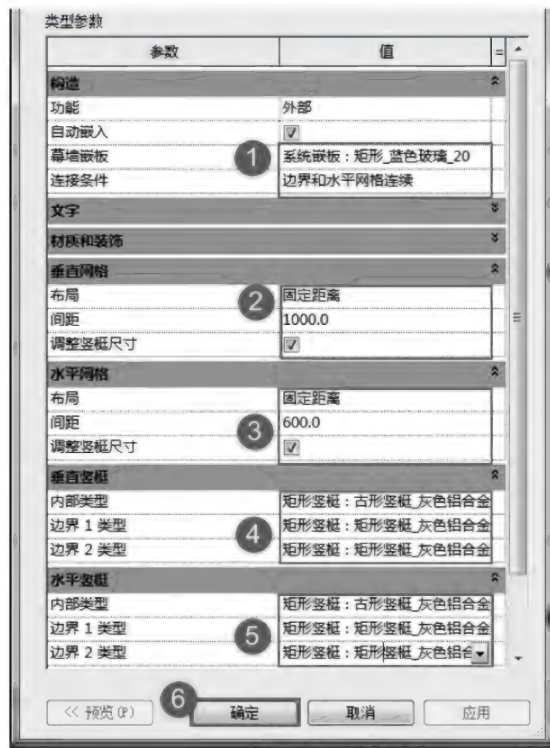 类型参数
参数 值 =
构造
功能 外部
自动嵌入
① 幕墙嵌板 系统嵌板：矩形_蓝色玻璃_20
连接条件 边界和水平网格连续
文字
材质和装饰
垂直网格
布局 固定距离
② 间距 1000.0
调整竖梃尺寸
水平网格
布局 固定距离
间距 600.0
③ 调整竖梃尺寸
垂直竖梃
内部类型 矩形竖梃：古形竖梃_灰色铝合金
边界 1 类型 矩形竖梃：矩形竖梃_灰色铝合金
④ 边界 2 类型 矩形竖梃：矩形竖梃_灰色铝合金
水平竖梃
内部类型 矩形竖梃：古形竖梃_灰色铝合金
边界 1 类型 矩形竖梃：矩形竖梃_灰色铝合金
⑤ 边界 2 类型 矩形竖梃：矩形竖梃_灰色铝合
<< 预览(P) ⑥ 确定 取消 应用